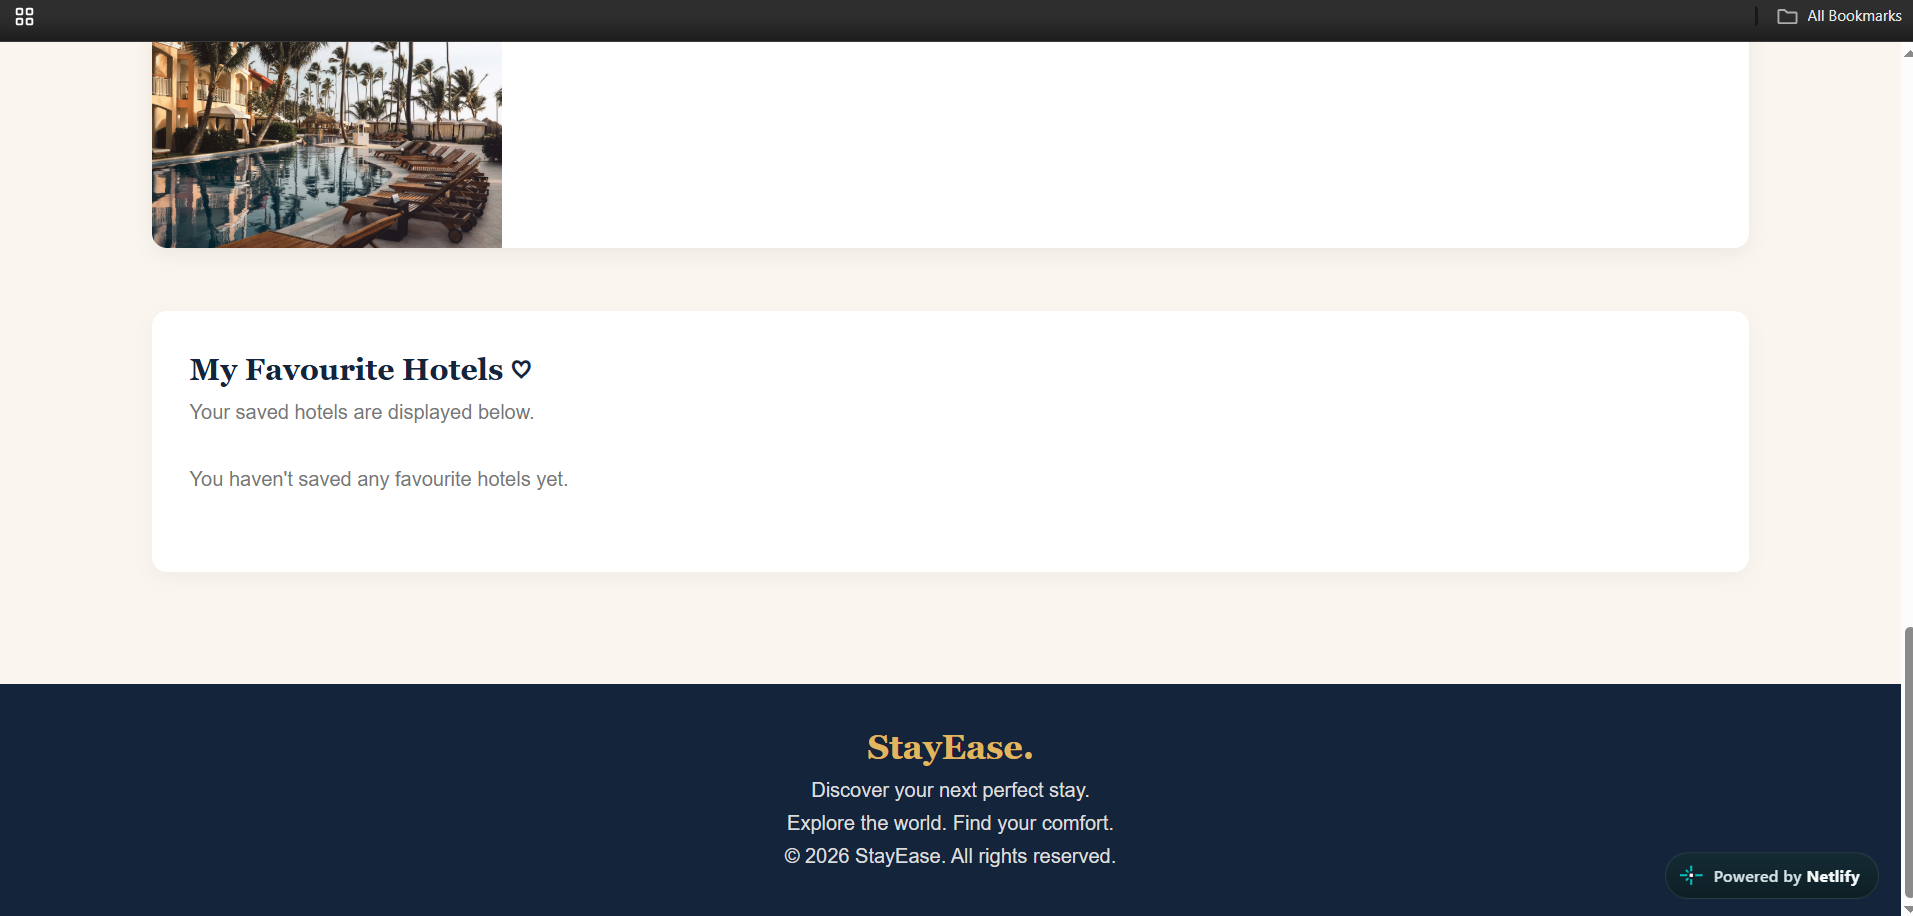 All Bookmarks
My Favourite Hotels ♡
Your saved hotels are displayed below.
You haven't saved any favourite hotels yet.
StayEase.
Discover your next perfect stay.
Explore the world. Find your comfort.
© 2026 StayEase. All rights reserved.
Powered by Netlify